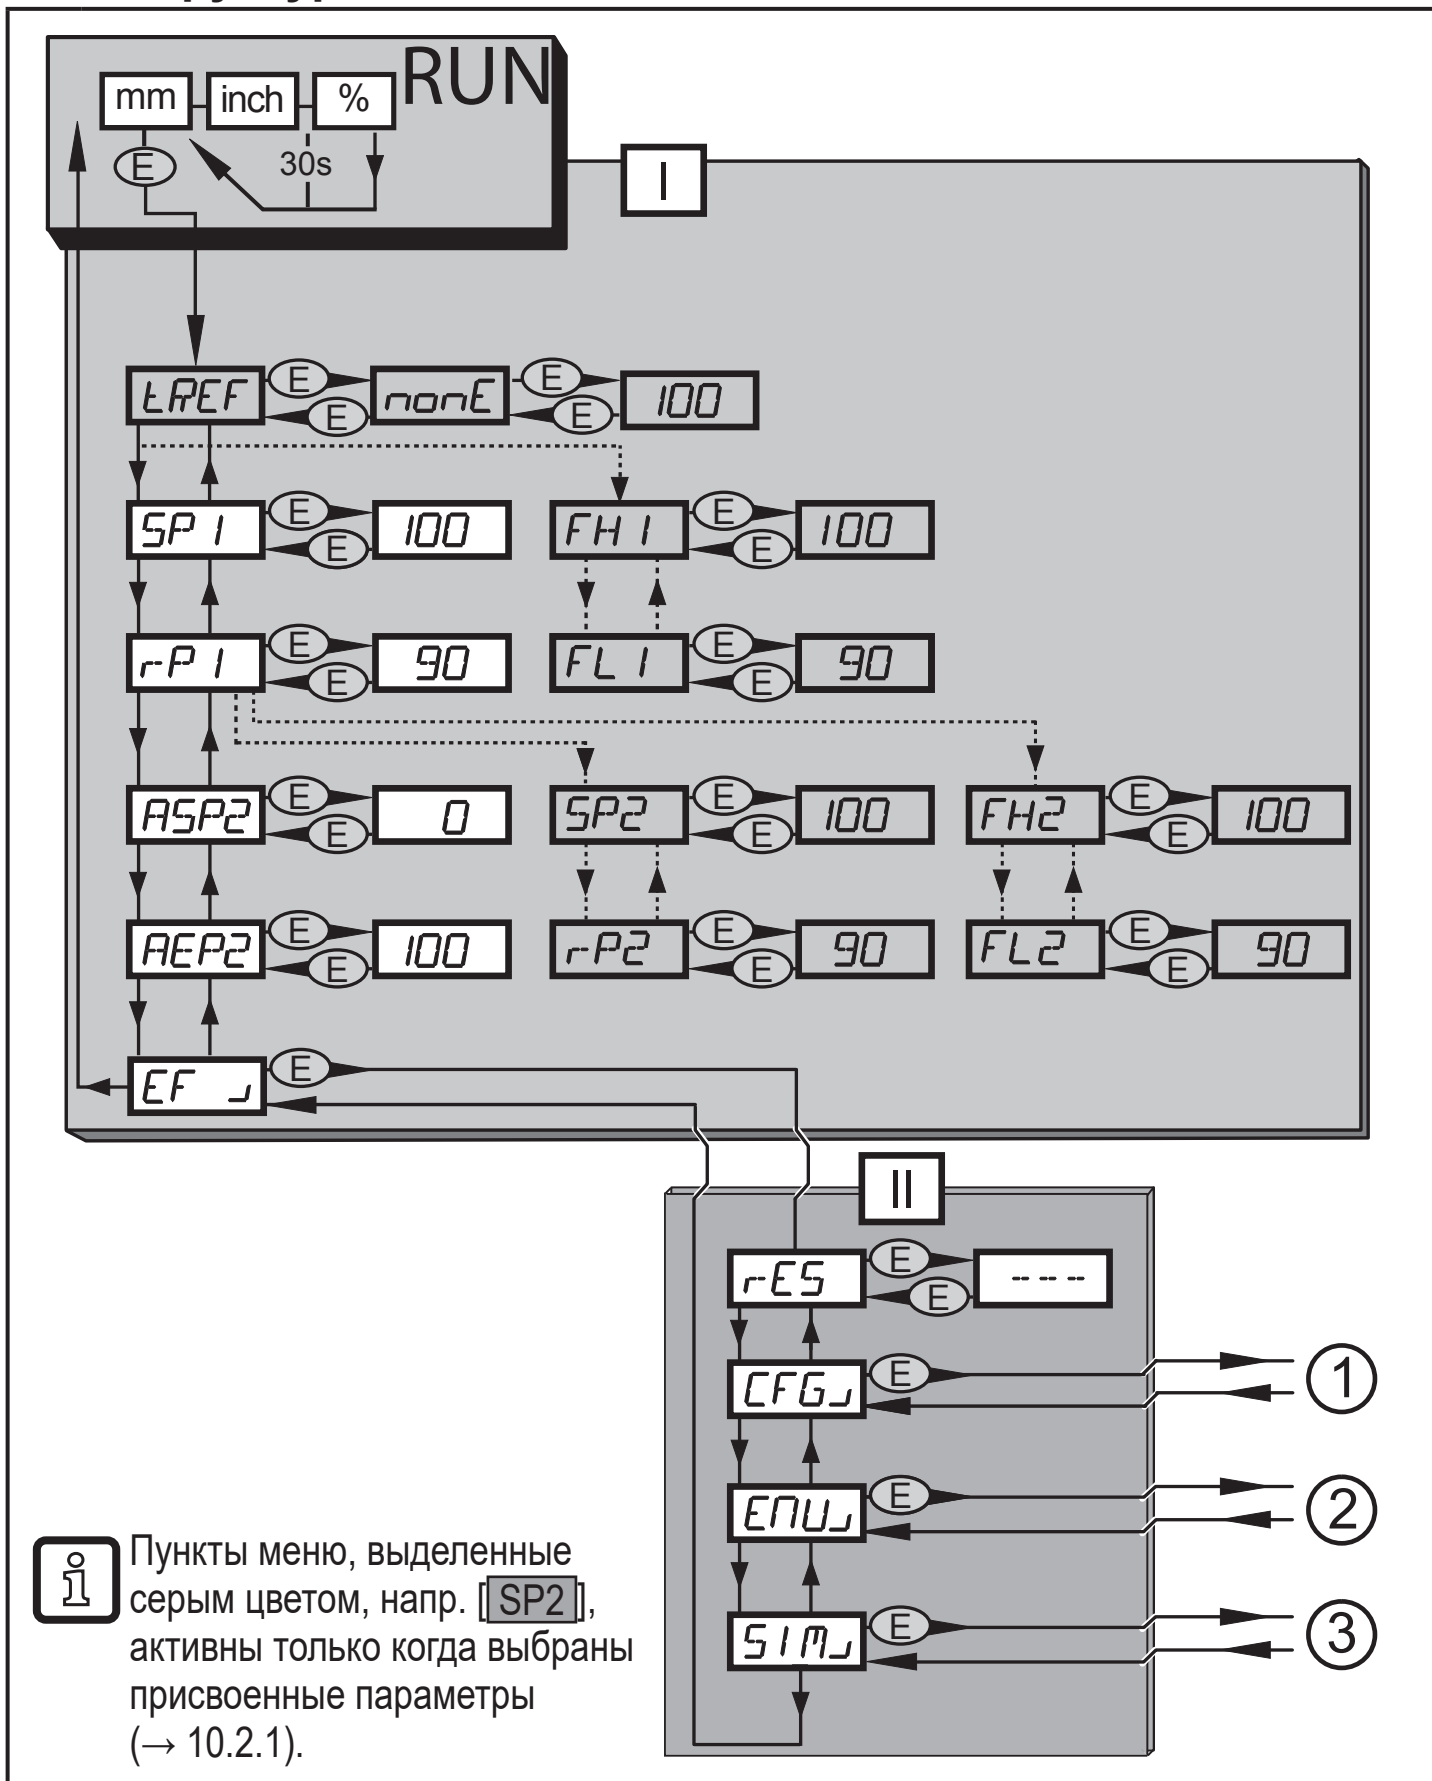 RUN
mm inch %
E 30s
I
tREF E E nonE E E 100
SP1 E E 100 FH1 E E 100
rP1 E E 90 FL1 E E 90
ASP2 E E 0 SP2 E E 100 FH2 E E 100
AEP2 E E 100 rP2 E E 90 FL2 E E 90
EF E
II
rES E E ----
CFG E 1
ENV E 2
SIM E 3
Пункты меню, выделенные
серым цветом, напр. [SP2],
активны только когда выбраны
присвоенные параметры
(→ 10.2.1).